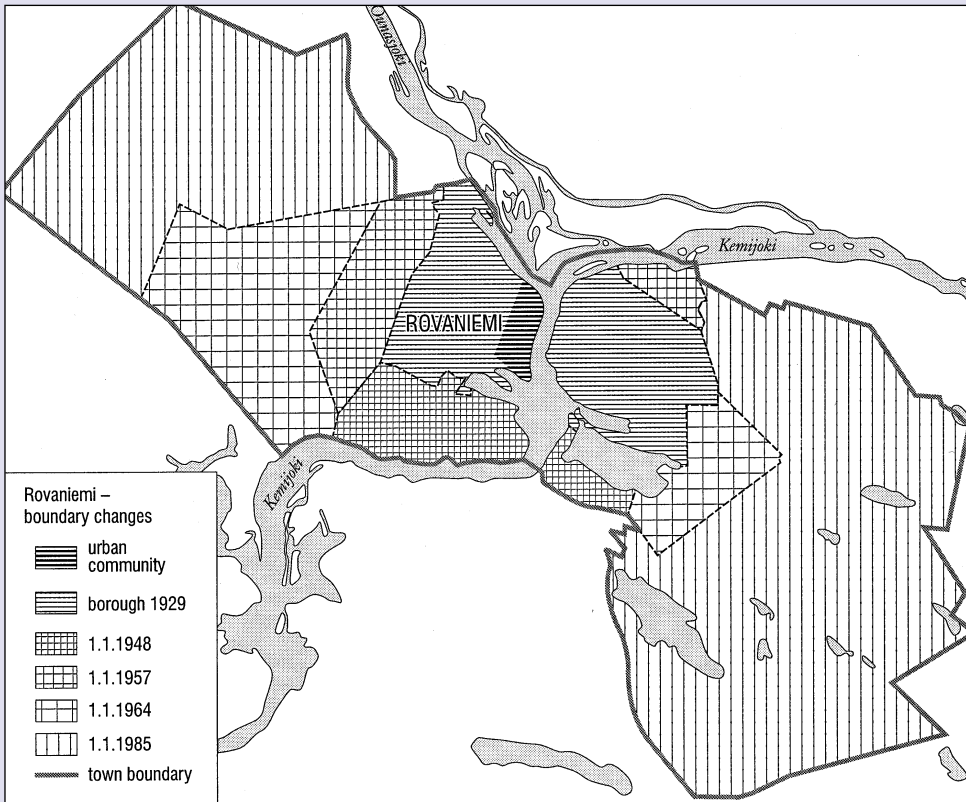 Ounasjoki
Kemijoki
ROVANIEMI
Kemijoki
Rovaniemi –
boundary changes
urban
community
borough 1929
1.1.1948
1.1.1957
1.1.1964
1.1.1985
town boundary